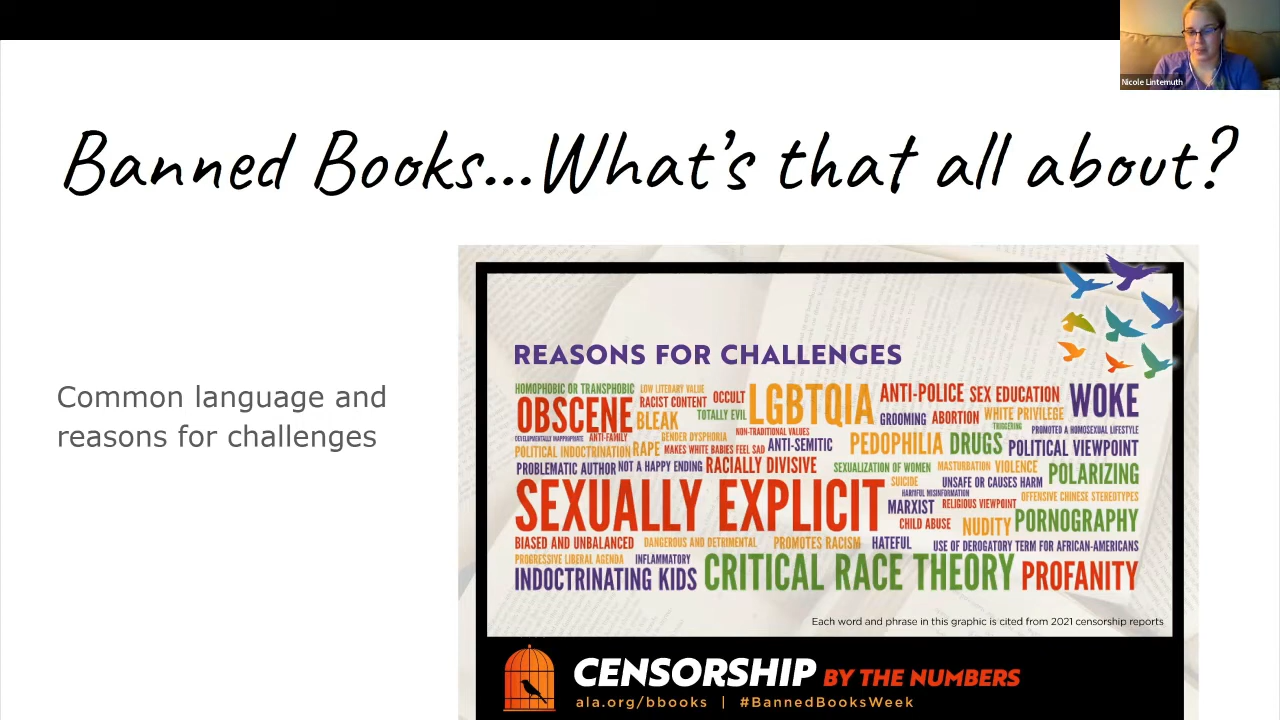 Nicole Lintemuth
Banned Books...What's that all about?
Common language and
reasons for challenges
REASONS FOR CHALLENGES
HOMOPHOBIC OR TRANSPHOBIC
LOW LITERARY VALUE
OCCULT
LGBTQIA
ANTI-POLICE
SEX EDUCATION
WOKE
OBSCENE
RACIST CONTENT
BLEAK
TOTALLY EVIL
GROOMING
ABORTION
WHITE PRIVILEGE
TRIGGERING
PROMOTED A HOMOSEXUAL LIFESTYLE
DEVELOPMENTALLY INAPPROPRIATE
ANTI-FAMILY
GENDER DYSPHORIA
NON-TRADITIONAL VALUES
POLITICAL INDOCTRINATION
RAPE
MAKES WHITE BABIES FEEL SAD
ANTI-SEMITIC
PEDOPHILIA
DRUGS
POLITICAL VIEWPOINT
PROBLEMATIC AUTHOR
NOT A HAPPY ENDING
RACIALLY DIVISIVE
SEXUALIZATION OF WOMEN
MASTURBATION
VIOLENCE
POLARIZING
SEXUALLY EXPLICIT
SUICIDE
UNSAFE OR CAUSES HARM
HARMFUL MISINFORMATION
OFFENSIVE CHINESE STEREOTYPES
MARXIST
RELIGIOUS VIEWPOINT
CHILD ABUSE
NUDITY
PORNOGRAPHY
BIASED AND UNBALANCED
DANGEROUS AND DETRIMENTAL
PROMOTES RACISM
HATEFUL
USE OF DEROGATORY TERM FOR AFRICAN-AMERICANS
PROGRESSIVE LIBERAL AGENDA
INFLAMMATORY
INDOCTRINATING KIDS
CRITICAL RACE THEORY
PROFANITY
Each word and phrase in this graphic is cited from 2021 censorship reports
CENSORSHIP BY THE NUMBERS
ala.org/bbooks | #BannedBooksWeek